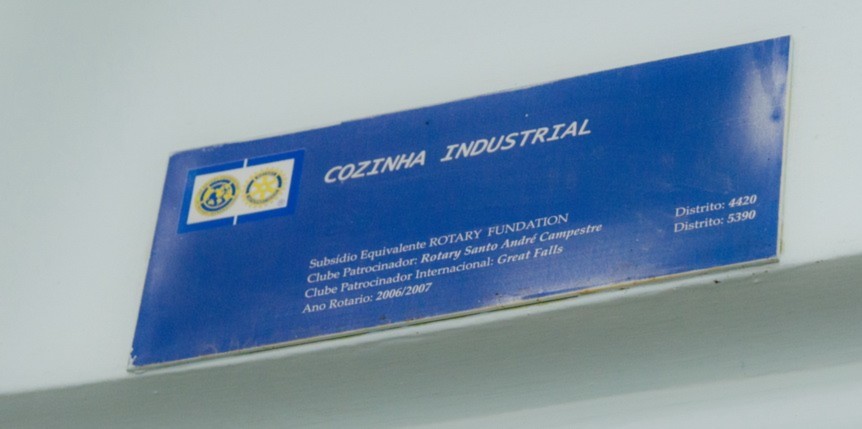 COZINHA INDUSTRIAL
Subsídio Equivalente ROTARY FUNDATION
Clube Patrocinador: Rotary Santo André Campestre Distrito: 4420
Clube Patrocinador Internacional: Great Falls Distrito: 5390
Ano Rotario: 2006/2007